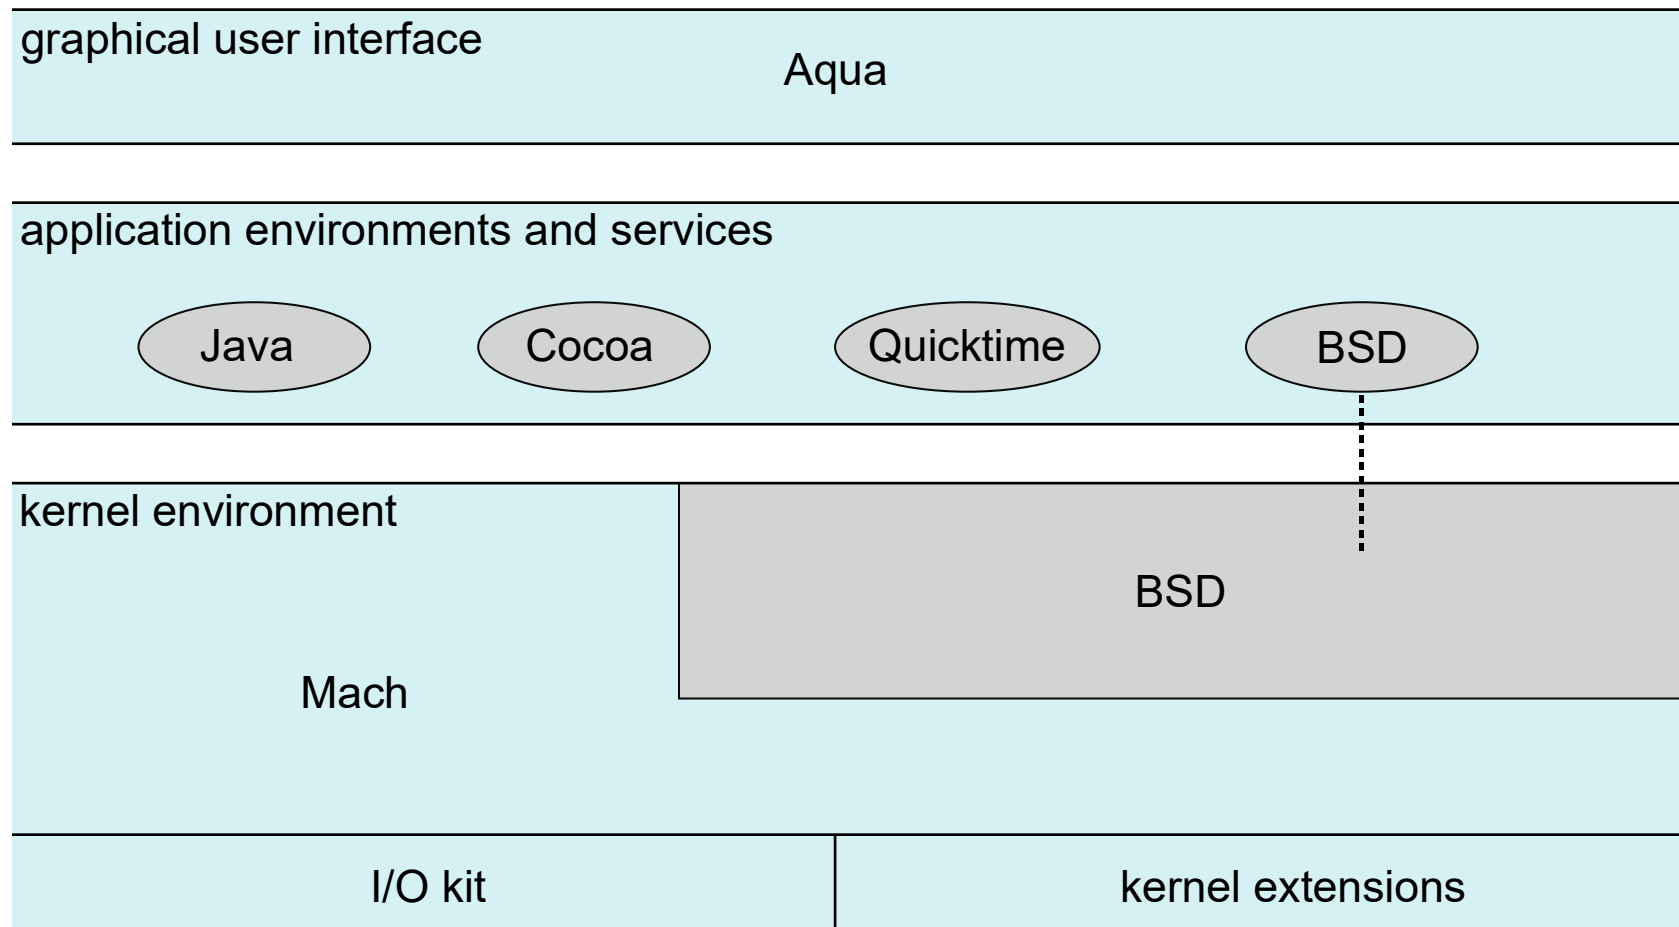 graphical user interface
Aqua
application environments and services
Java
Cocoa
Quicktime
BSD
kernel environment
BSD
Mach
I/O kit
kernel extensions